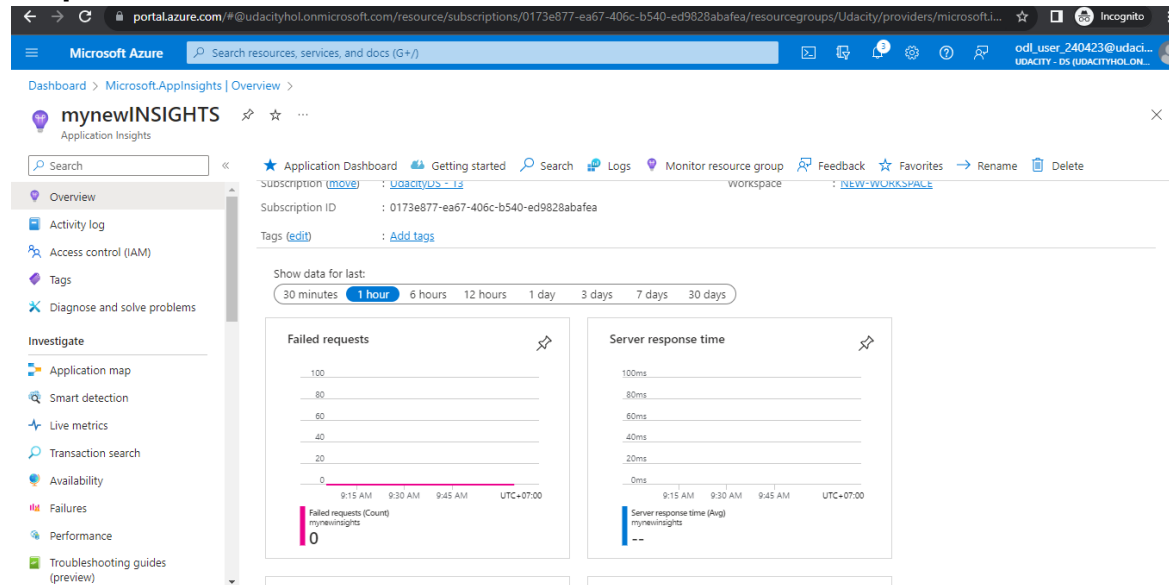 portal.azure.com/#@udacityhol.onmicrosoft.com/resource/subscriptions/0173e877-ea67-406c-b540-ed9828abafea/resourcegroups/Udacity/providers/microsoft.i...
Incognito
Microsoft Azure
Search resources, services, and docs (G+/)
3
odl_user_240423@udaci...
UDACITY - DS (UDACITYHOL.ON...
Dashboard > Microsoft.AppInsights | Overview >
mynewINSIGHTS
Application Insights
Search
Application Dashboard Getting started Search Logs Monitor resource group Feedback Favorites Rename Delete
Overview
Activity log
Access control (IAM)
Tags
Diagnose and solve problems
Investigate
Application map
Smart detection
Live metrics
Transaction search
Availability
Failures
Performance
Troubleshooting guides
(preview)
Subscription (move) : UdacityDS - 13
Workspace : NEW-WORKSPACE
Subscription ID : 0173e877-ea67-406c-b540-ed9828abafea
Tags (edit) : Add tags
Show data for last:
30 minutes 1 hour 6 hours 12 hours 1 day 3 days 7 days 30 days
Failed requests
100
80
60
40
20
0
9:15 AM 9:30 AM 9:45 AM UTC+07:00
Failed requests (Count)
mynewinsights
0
Server response time
100ms
80ms
60ms
40ms
20ms
0ms
9:15 AM 9:30 AM 9:45 AM UTC+07:00
Server response time (Avg)
mynewinsights
--